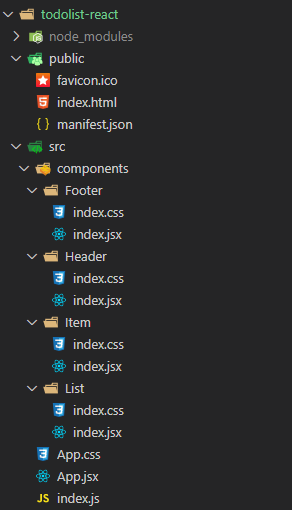 todolist-react
node_modules
public
favicon.ico
index.html
{ } manifest.json
src
components
Footer
index.css
index.jsx
Header
index.css
index.jsx
Item
index.css
index.jsx
List
index.css
index.jsx
App.css
App.jsx
JS index.js